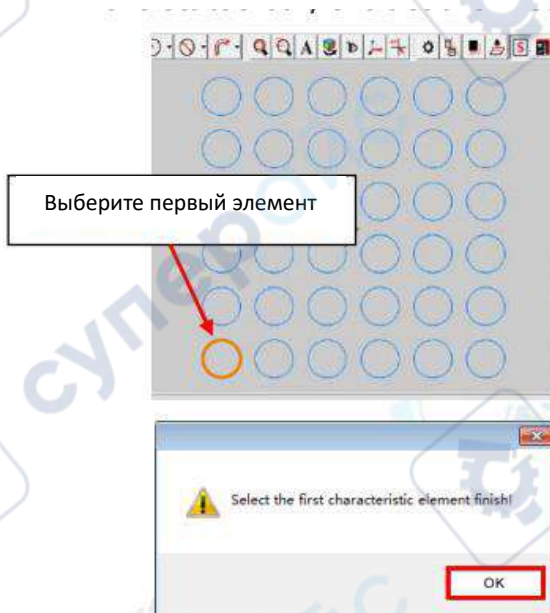 Выберите первый элемент
Select the first characteristic element finish!
OK